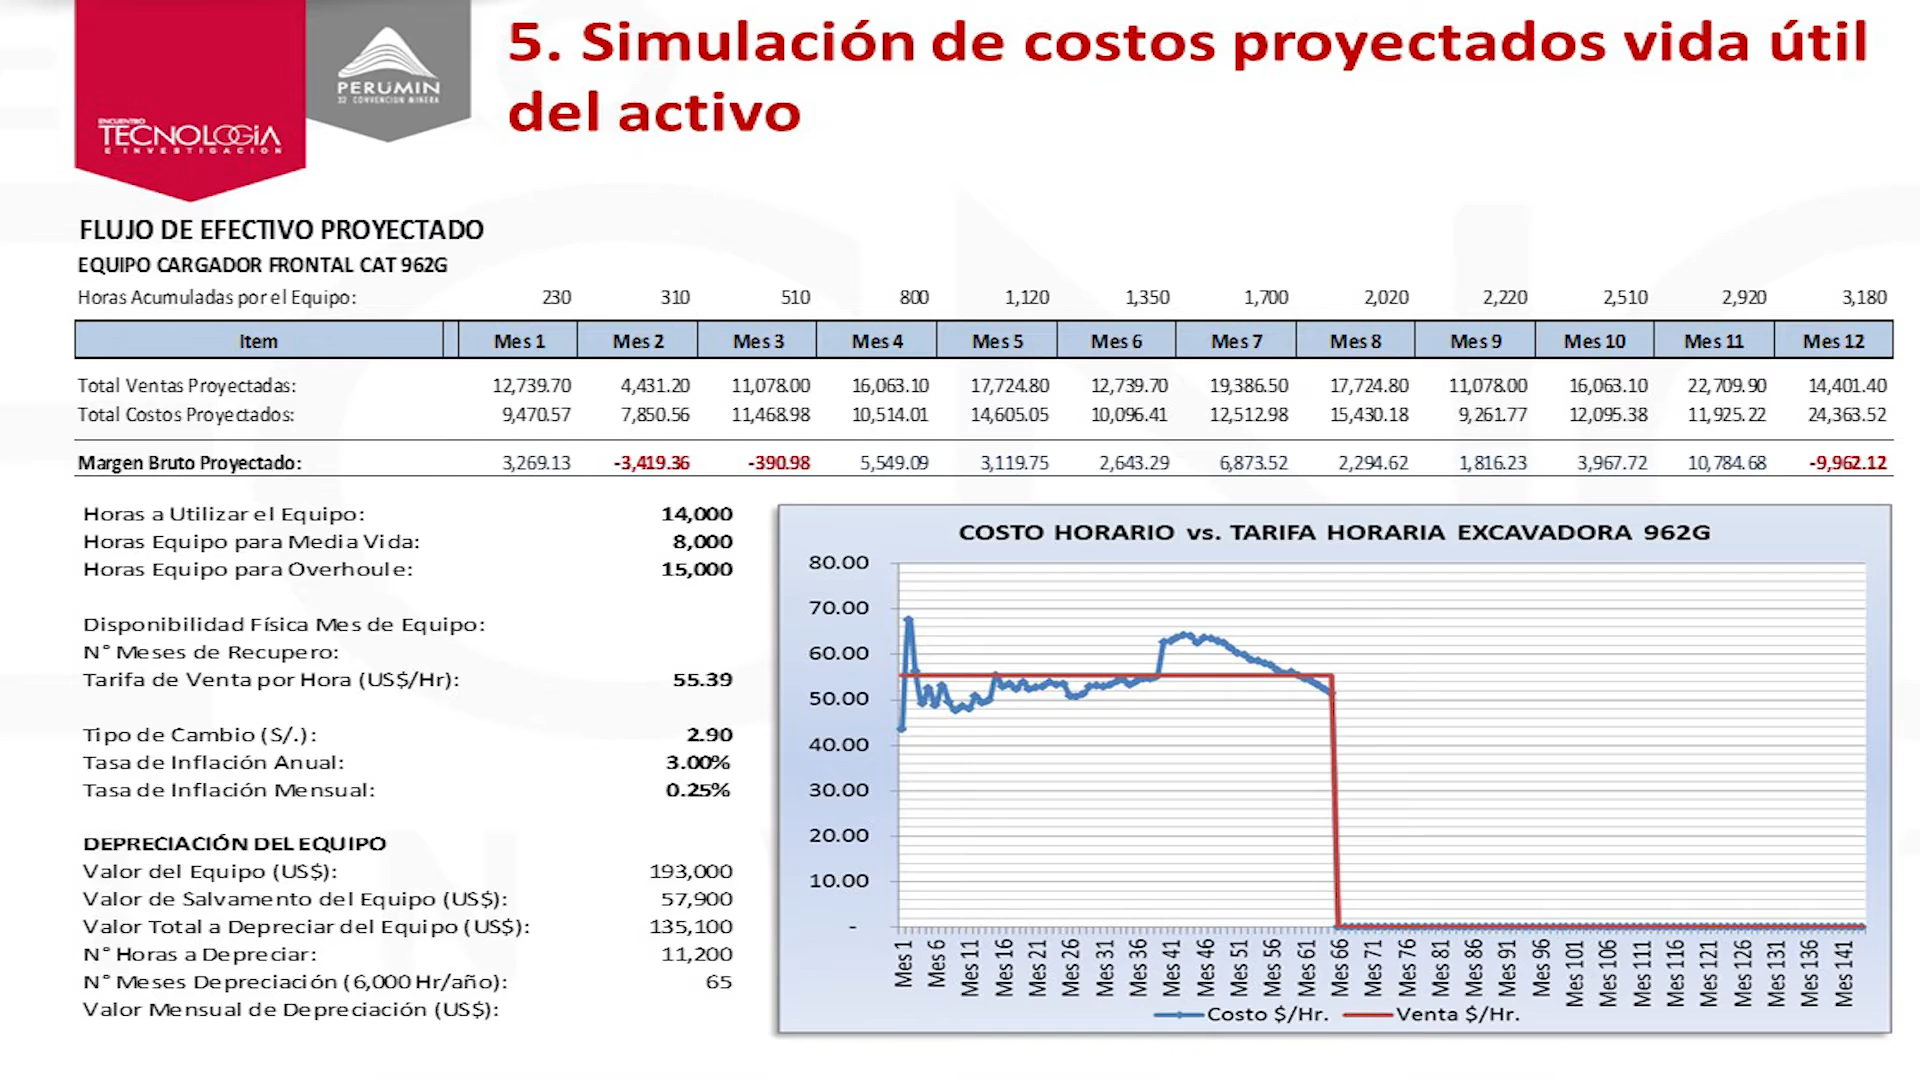 5. Simulación de costos proyectados vida útil
del activo
ENCUENTRO
TECNOLOGÍA
E INVESTIGACIÓN
PERUMIN
32 CONVENCION MINERA
FLUJO DE EFECTIVO PROYECTADO
EQUIPO CARGADOR FRONTAL CAT 962G
Horas Acumuladas por el Equipo: 230 310 510 800 1,120 1,350 1,700 2,020 2,220 2,510 2,920 3,180
Item Mes 1 Mes 2 Mes 3 Mes 4 Mes 5 Mes 6 Mes 7 Mes 8 Mes 9 Mes 10 Mes 11 Mes 12
Total Ventas Proyectadas: 12,739.70 4,431.20 11,078.00 16,063.10 17,724.80 12,739.70 19,386.50 17,724.80 11,078.00 16,063.10 22,709.90 14,401.40
Total Costos Proyectados: 9,470.57 7,850.56 11,468.98 10,514.01 14,605.05 10,096.41 12,512.98 15,430.18 9,261.77 12,095.38 11,925.22 24,363.52
Margen Bruto Proyectado: 3,269.13 -3,419.36 -390.98 5,549.09 3,119.75 2,643.29 6,873.52 2,294.62 1,816.23 3,967.72 10,784.68 -9,962.12
Horas a Utilizar el Equipo: 14,000
Horas Equipo para Media Vida: 8,000
Horas Equipo para Overhoule: 15,000
Disponibilidad Física Mes de Equipo:
N° Meses de Recupero:
Tarifa de Venta por Hora (US$/Hr): 55.39
Tipo de Cambio (S/.): 2.90
Tasa de Inflación Anual: 3.00%
Tasa de Inflación Mensual: 0.25%
DEPRECIACIÓN DEL EQUIPO
Valor del Equipo (US$): 193,000
Valor de Salvamento del Equipo (US$): 57,900
Valor Total a Depreciar del Equipo (US$): 135,100
N° Horas a Depreciar: 11,200
N° Meses Depreciación (6,000 Hr/año): 65
Valor Mensual de Depreciación (US$):
COSTO HORARIO vs. TARIFA HORARIA EXCAVADORA 962G
80.00
70.00
60.00
50.00
40.00
30.00
20.00
10.00
-
Mes 1 Mes 6 Mes 11 Mes 16 Mes 21 Mes 26 Mes 31 Mes 36 Mes 41 Mes 46 Mes 51 Mes 56 Mes 61 Mes 66 Mes 71 Mes 76 Mes 81 Mes 86 Mes 91 Mes 96 Mes 101 Mes 106 Mes 111 Mes 116 Mes 121 Mes 126 Mes 131 Mes 136 Mes 141
Costo $/Hr. Venta $/Hr.